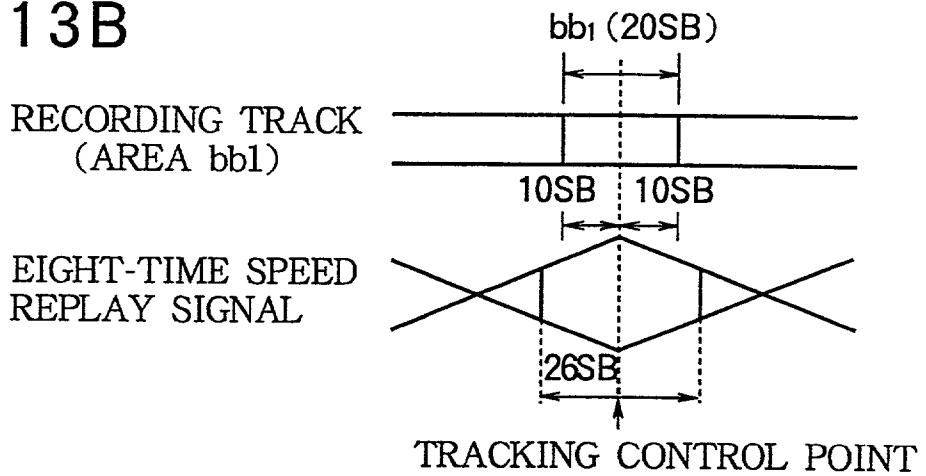 13B
bb1 (20SB)
RECORDING TRACK
(AREA bb1)
10SB 10SB
EIGHT-TIME SPEED
REPLAY SIGNAL
26SB
TRACKING CONTROL POINT